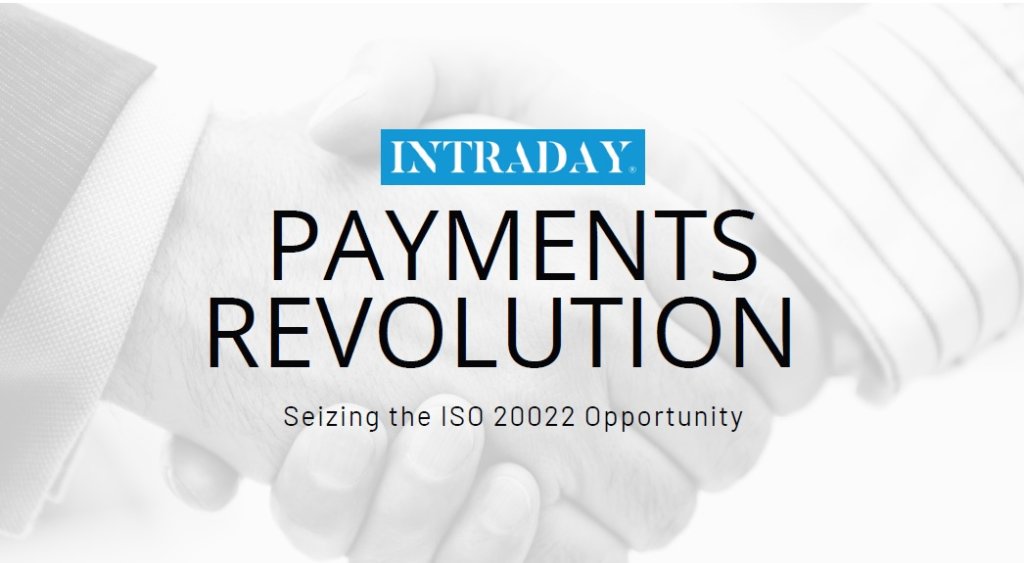 INTRADAY®
PAYMENTS
REVOLUTION
Seizing the ISO 20022 Opportunity